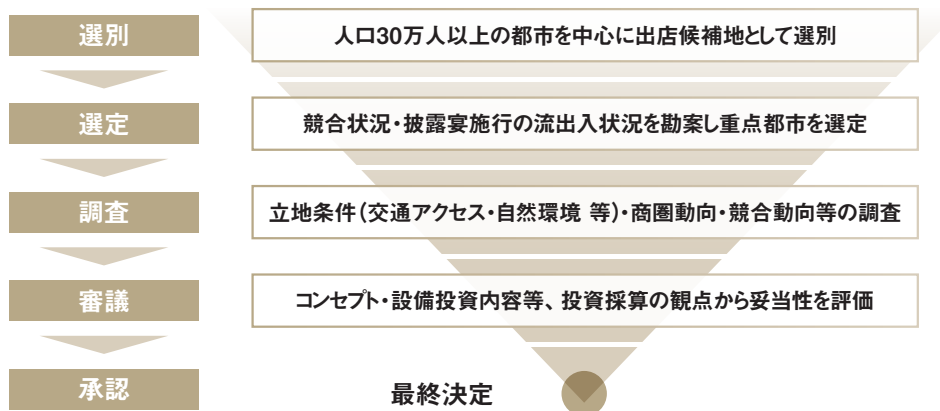 選別
人口30万人以上の都市を中心に出店候補地として選別
選定
競合状況・披露宴施行の流出入状況を勘案し重点都市を選定
調査
立地条件(交通アクセス・自然環境 等)・商圏動向・競合動向等の調査
審議
コンセプト・設備投資内容等、投資採算の観点から妥当性を評価
承認
最終決定